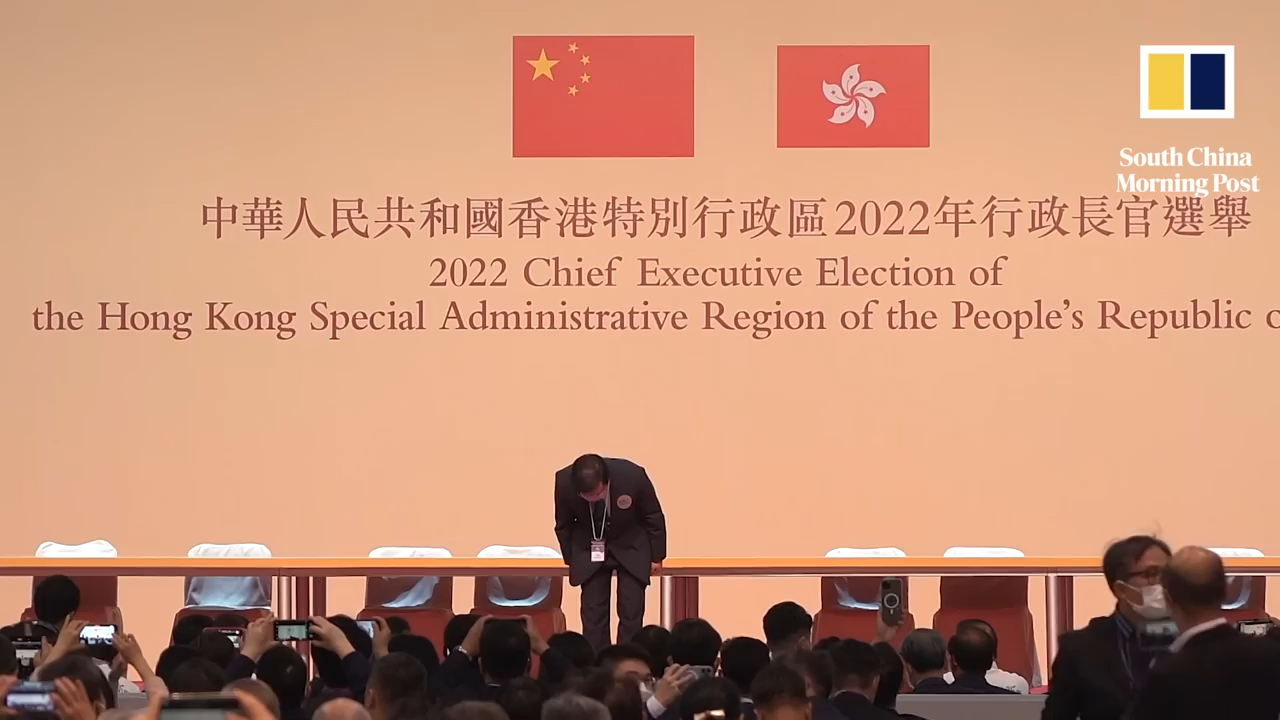 South China
Morning Post
中華人民共和國香港特別行政區2022年行政長官選舉
2022 Chief Executive Election of
the Hong Kong Special Administrative Region of the People's Republic